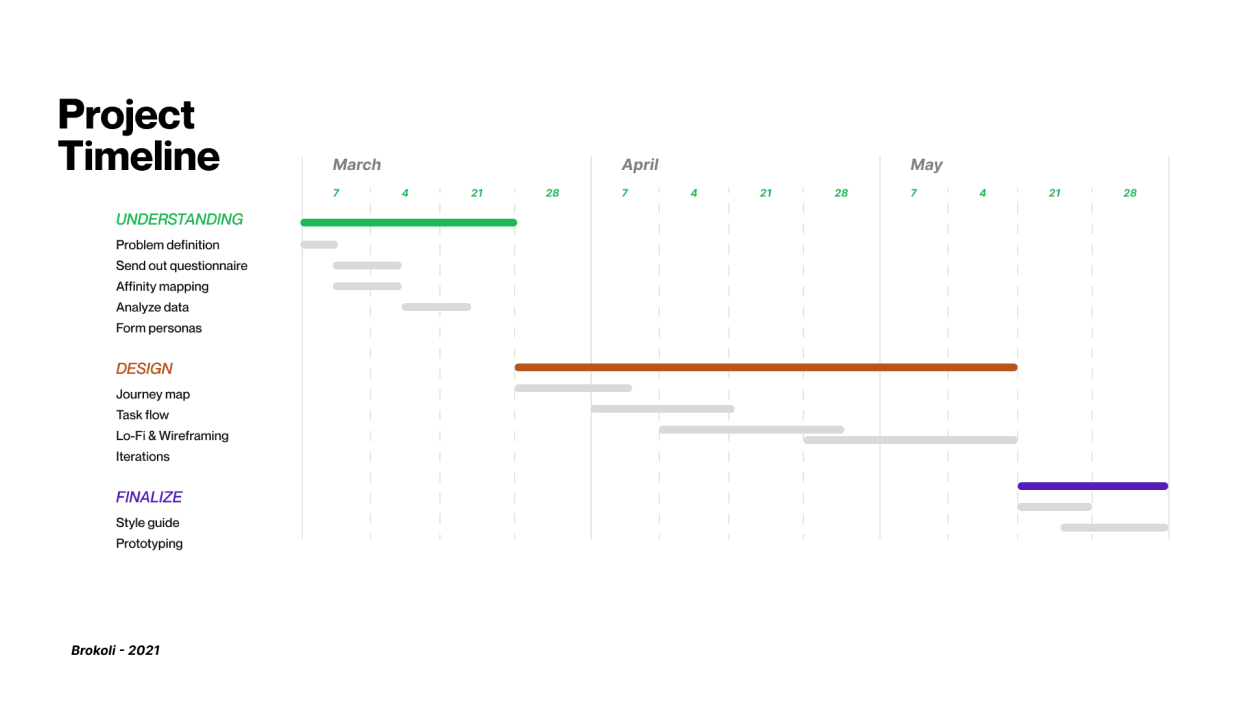 Project
Timeline
March
April
May
7 4 21 28 7 4 21 28 7 4 21 28
UNDERSTANDING
Problem definition
Send out questionnaire
Affinity mapping
Analyze data
Form personas
DESIGN
Journey map
Task flow
Lo-Fi & Wireframing
Iterations
FINALIZE
Style guide
Prototyping
Brokoli - 2021